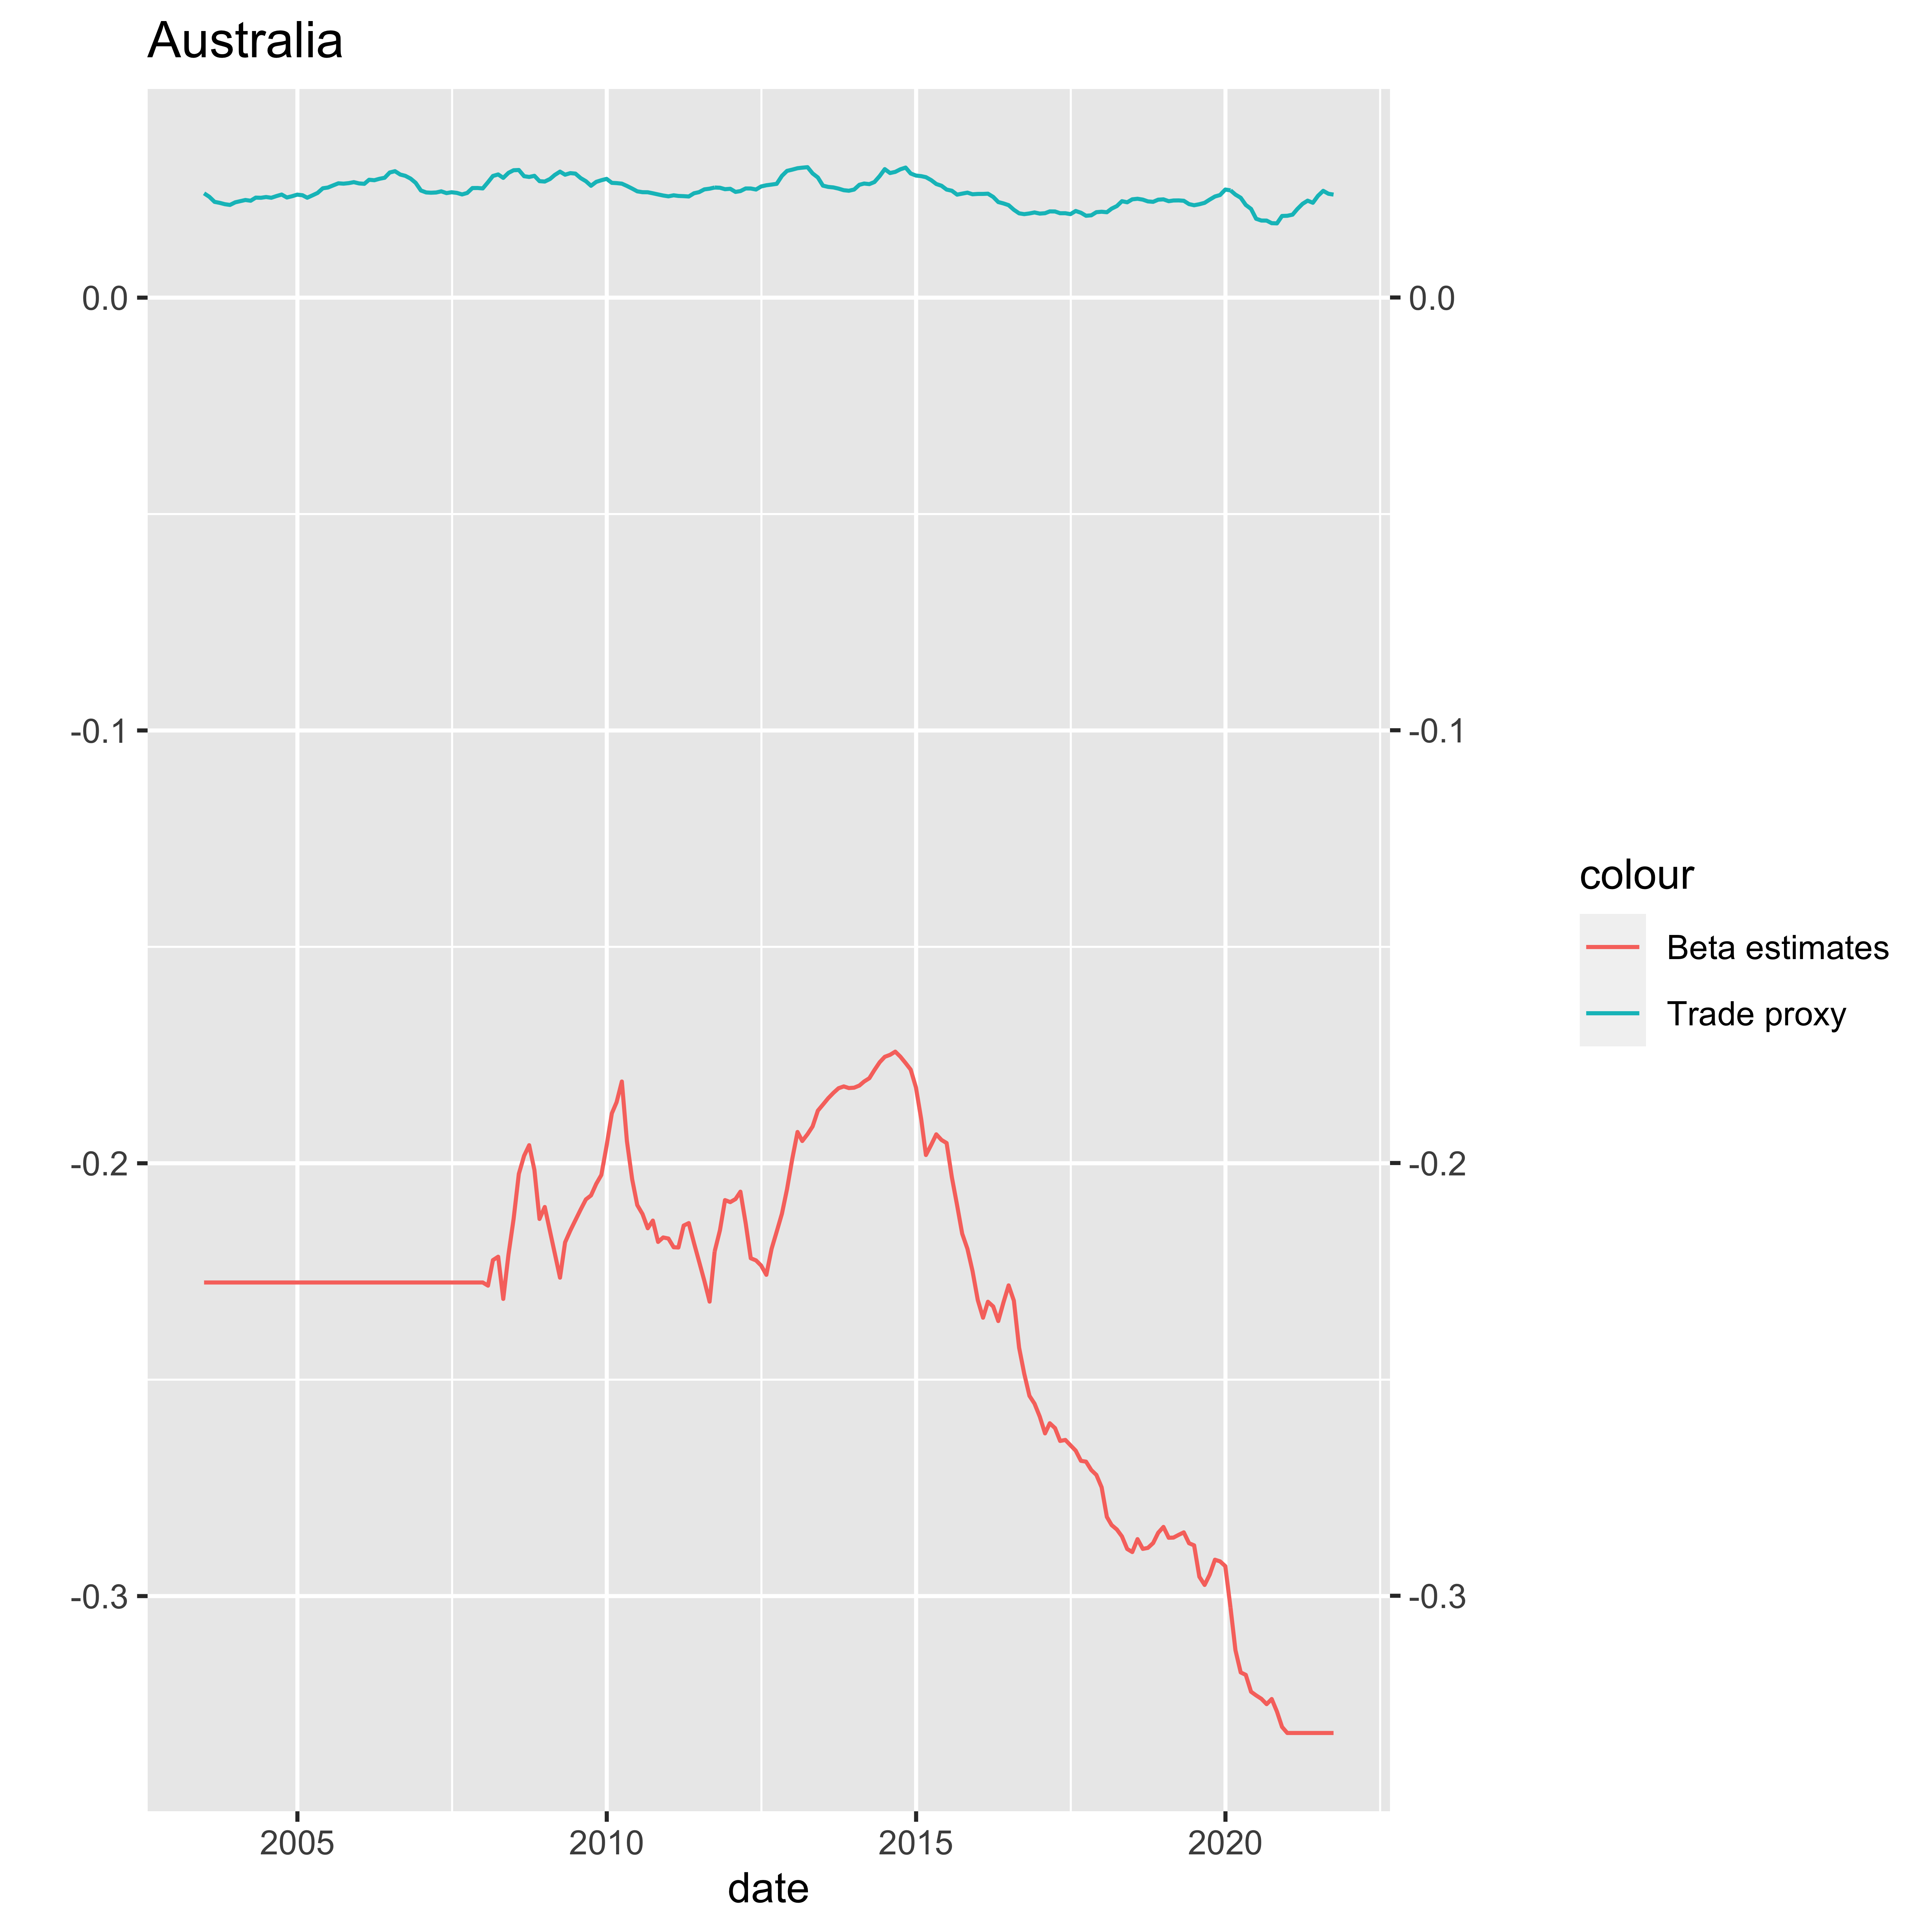 Australia
0.0
-0.1
-0.2
-0.3
0.0
-0.1
-0.2
-0.3
2005 2010 2015 2020
date
colour
Beta estimates
Trade proxy